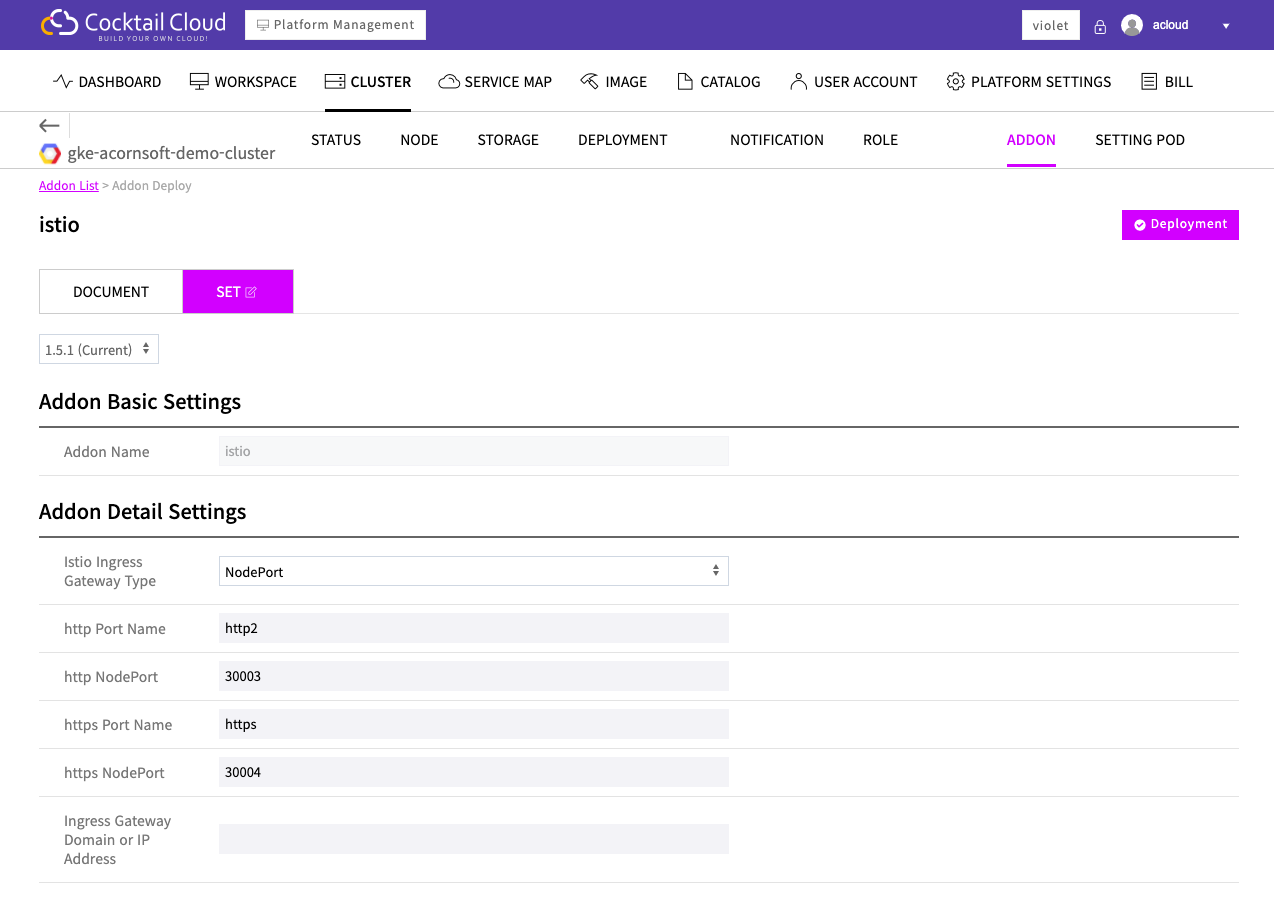 Cocktail Cloud
BUILD YOUR OWN CLOUD!
Platform Management
violet
acloud
DASHBOARD WORKSPACE CLUSTER SERVICE MAP IMAGE CATALOG USER ACCOUNT PLATFORM SETTINGS BILL
gke-acornsoft-demo-cluster
STATUS NODE STORAGE DEPLOYMENT NOTIFICATION ROLE ADDON SETTING POD
Addon List > Addon Deploy
istio
Deployment
DOCUMENT SET
1.5.1 (Current)
Addon Basic Settings
Addon Name istio
Addon Detail Settings
Istio Ingress
Gateway Type
NodePort
http Port Name http2
http NodePort 30003
https Port Name https
https NodePort 30004
Ingress Gateway
Domain or IP
Address